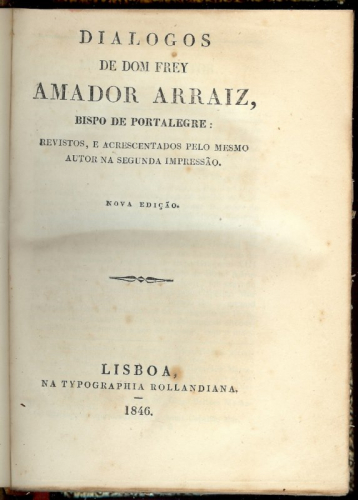 DIALOGOS
DE DOM FREY
AMADOR ARRAIZ,
BISPO DE PORTALEGRE:
REVISTOS, E ACRESCENTADOS PELO MESMO
AUTOR NA SEGUNDA IMPRESSÃO.
NOVA EDIÇÃO.
LISBOA,
NA TYPOGRAPHIA ROLLANDIANA.
1846.